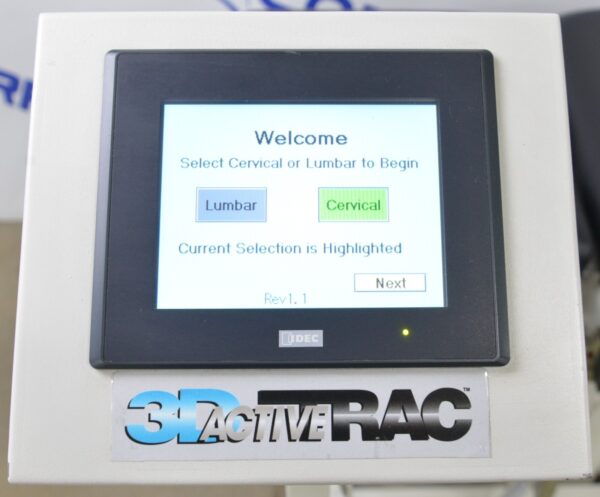 Welcome
Select Cervical or Lumbar to Begin
Lumbar Cervical
Current Selection is Highlighted
Next
Rev1.1
IDEC
3D ACTIVE TRAC™